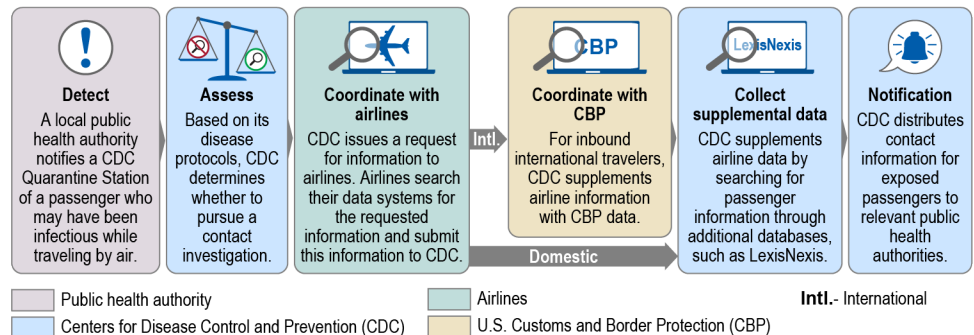 CBP
LexisNexis
Detect
A local public
health authority
notifies a CDC
Quarantine Station
of a passenger who
may have been
infectious while
traveling by air.
Assess
Based on its
disease
protocols, CDC
determines
whether to
pursue a
contact
investigation.
Coordinate with
airlines
CDC issues a request
for information to
airlines. Airlines search
their data systems for
the requested
information and submit
this information to CDC.
Intl.
Coordinate with
CBP
For inbound
international travelers,
CDC supplements
airline information
with CBP data.
Domestic
Collect
supplemental data
CDC supplements
airline data by
searching for
passenger
information through
additional databases,
such as LexisNexis.
Notification
CDC distributes
contact
information for
exposed
passengers to
relevant public
health
authorities.
Public health authority
Airlines
Intl.- International
Centers for Disease Control and Prevention (CDC)
U.S. Customs and Border Protection (CBP)